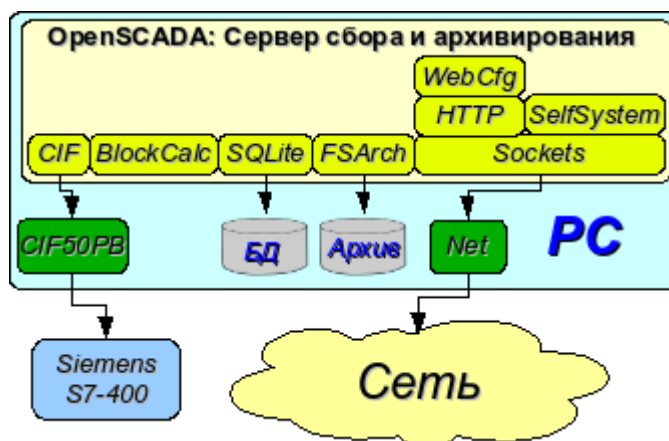 OpenSCADA: Сервер сбора и архивирования
WebCfg
HTTP
SelfSystem
CIF
BlockCalc
SQLite
FSArch
Sockets
CIF50PB
БД
Архив
Net
PC
Siemens
S7-400
Сеть